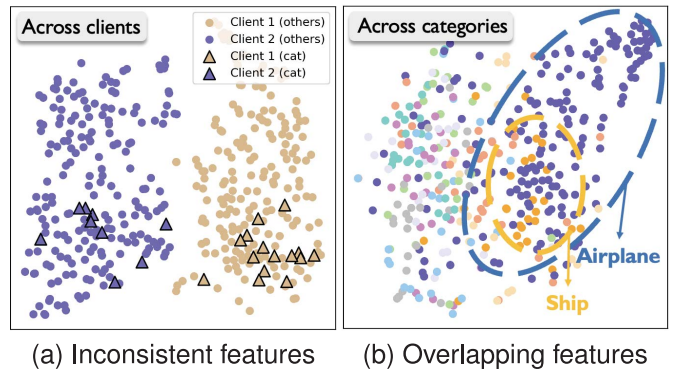 Across clients
Client 1 (others)
Client 2 (others)
Client 1 (cat)
Client 2 (cat)
(a) Inconsistent features
Across categories
Airplane
Ship
(b) Overlapping features